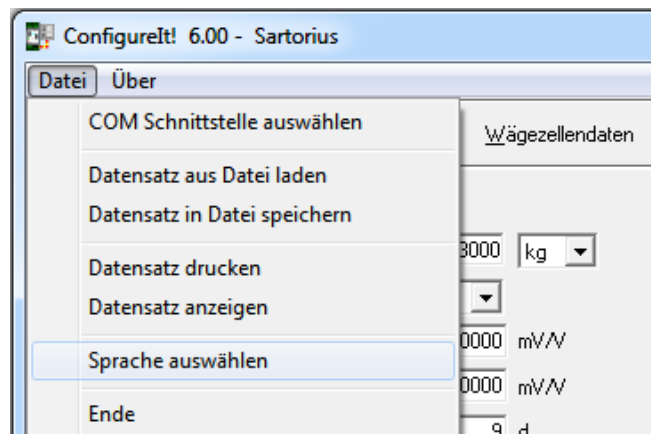 ConfigureIt! 6.00 - Sartorius
Datei Über
COM Schnittstelle auswählen
Wägezellendaten
Datensatz aus Datei laden
Datensatz in Datei speichern
3000 kg
Datensatz drucken
Datensatz anzeigen
0000 mV/V
Sprache auswählen
0000 mV/V
Ende
9 d